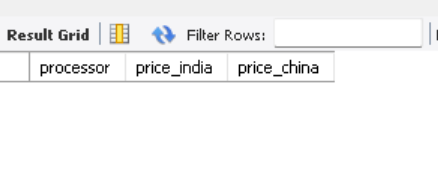 Result Grid Filter Rows:
processor price_india price_china